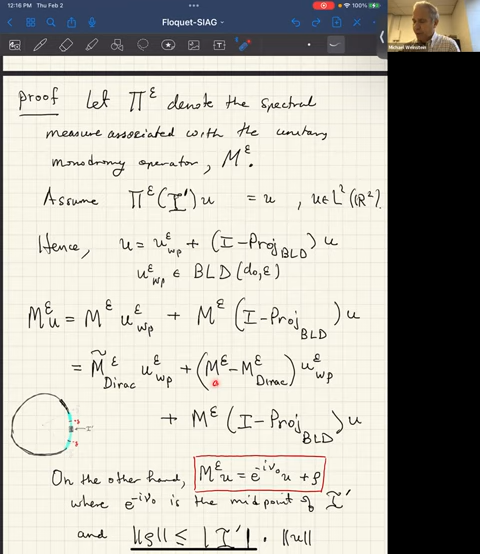 12:16 PM Thu Feb 2
100%
Floquet-SIAG
Michael Weinstein
proof Let Π^ε denote the spectral
measure associated with the unitary
monodromy operator, M^ε.
Assume Π^ε(I')u = u , u∈L²(ℝ²).
Hence, u = u^ε_wp + (I-Proj_BLD) u
u^ε_wp ∈ BLD(d₀,ε)
M^ε u = M^ε u^ε_wp + M^ε (I-Proj_BLD) u
= M̃^ε_Dirac u^ε_wp + (M^ε - M^ε_Dirac) u^ε_wp
+ M^ε (I-Proj_BLD) u
On the other hand, M^ε u = e^{-iν₀} u + ρ
where e^{-iν₀} is the midpoint of I'
and ||ρ|| ≤ |I'| · ||u||